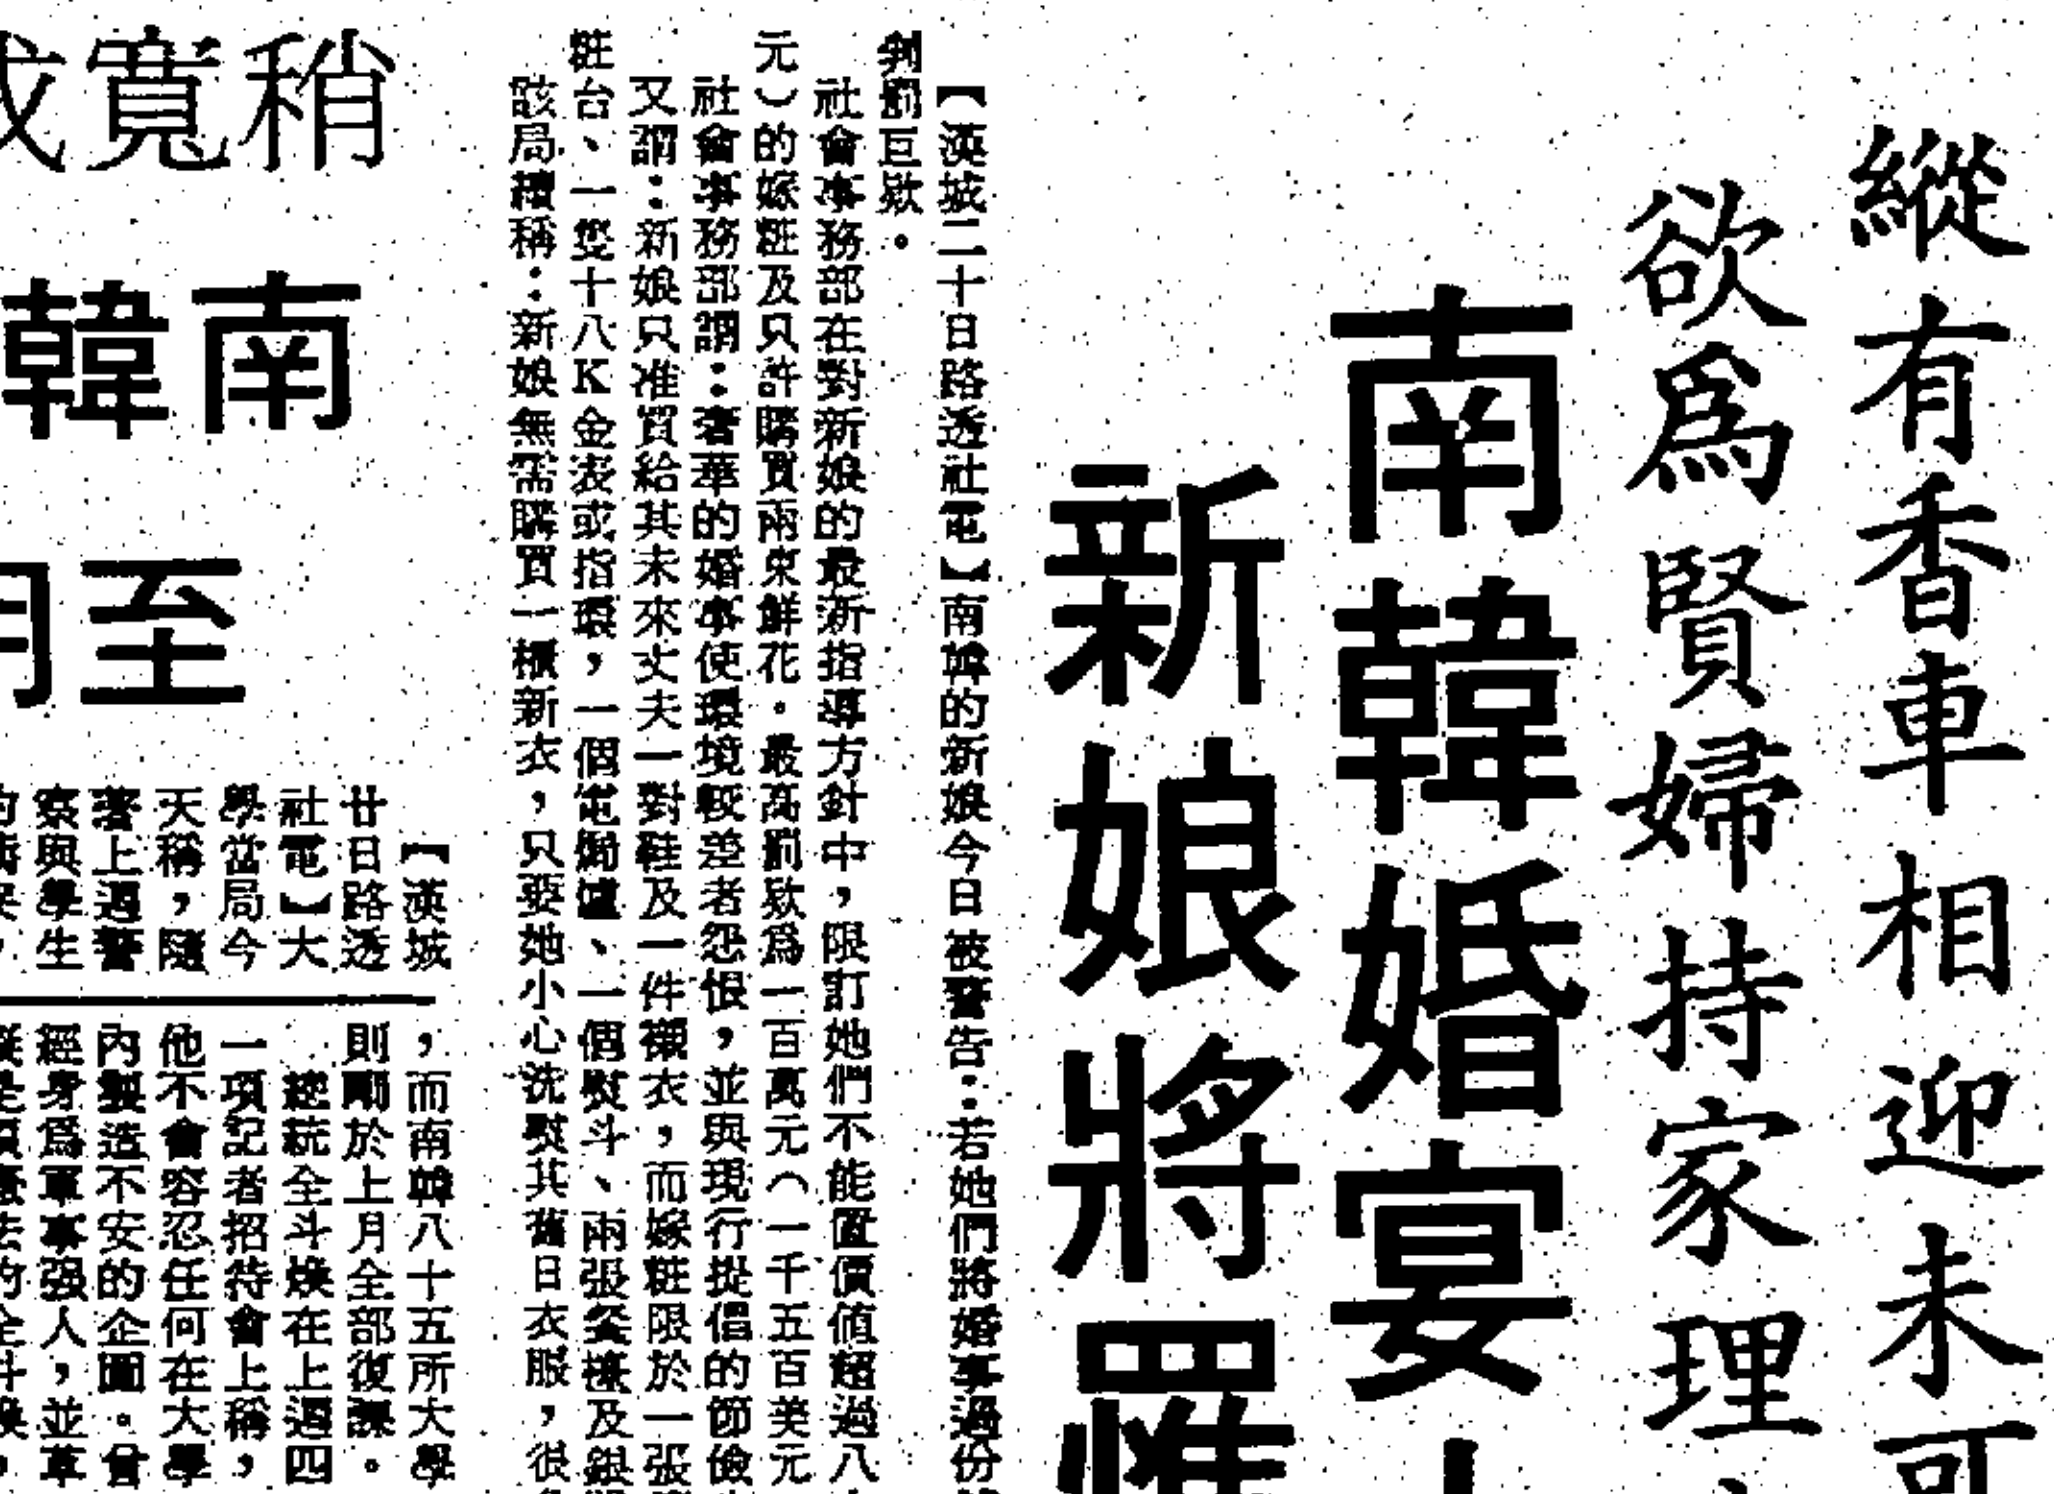 縱有香車相迎未可
欲爲賢婦持家理
南韓婚宴
新娘將罹
【漢城二十日路透社電】南韓的新娘今日被警告:若她們將婚事過份
判罰巨欵。
社會事務部在對新娘的最新指導方針中,限訂她們不能置價值超過八
元)的嫁粧及只許購買兩束鮮花。最高罰欵爲一百萬元(一千五百美元
社會事務部謂:奢華的婚事使環境較差者怨恨,並與現行提倡的節儉
又謂:新娘只准買給其未來丈夫一對鞋及一件襯衣,而嫁粧限於一張
粧台、一隻十八K金表或指環,一個電鍋爐、一個熨斗、兩張餐檯及銀
該局續稱:新娘無需購買一櫃新衣,只要她小心洗熨其舊日衣服,很
稍寬
南韓
至
【漢城
廿日路透
社電】大
學當局今
天稱,隨
著上週警
察與學生
,而南韓八十五所大學
則剛於上月全部復課。
總統全斗煥在上週四
一項記者招待會上稱,
他不會容忍任何在大學
內製造不安的企圖。曾
經身爲軍事强人,並草